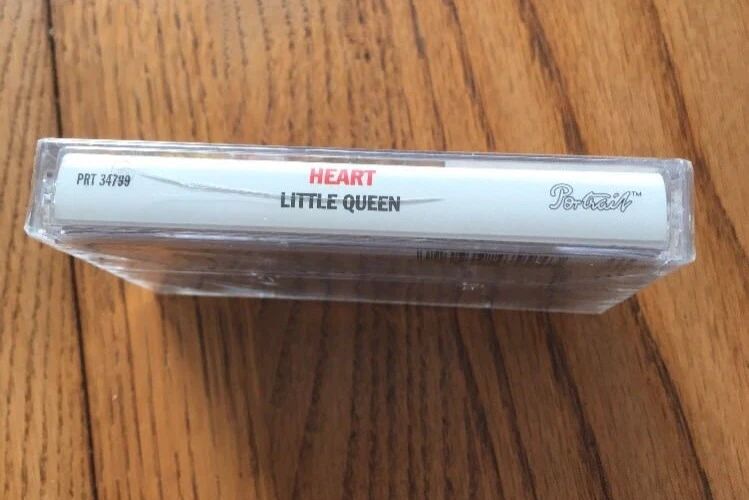 PRT 34799
HEART
LITTLE QUEEN
Portrait™